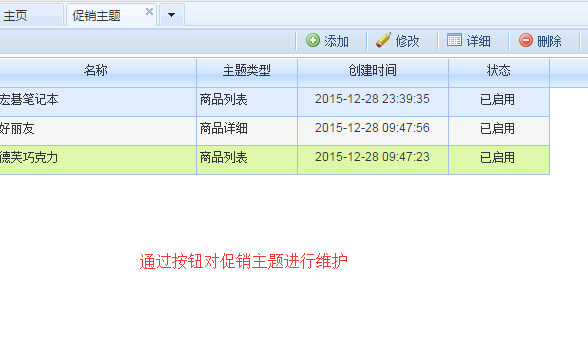 主页 促销主题
添加 修改 详细 删除
名称 主题类型 创建时间 状态
宏碁笔记本 商品列表 2015-12-28 23:39:35 已启用
好丽友 商品详细 2015-12-28 09:47:56 已启用
德芙巧克力 商品列表 2015-12-28 09:47:23 已启用
通过按钮对促销主题进行维护